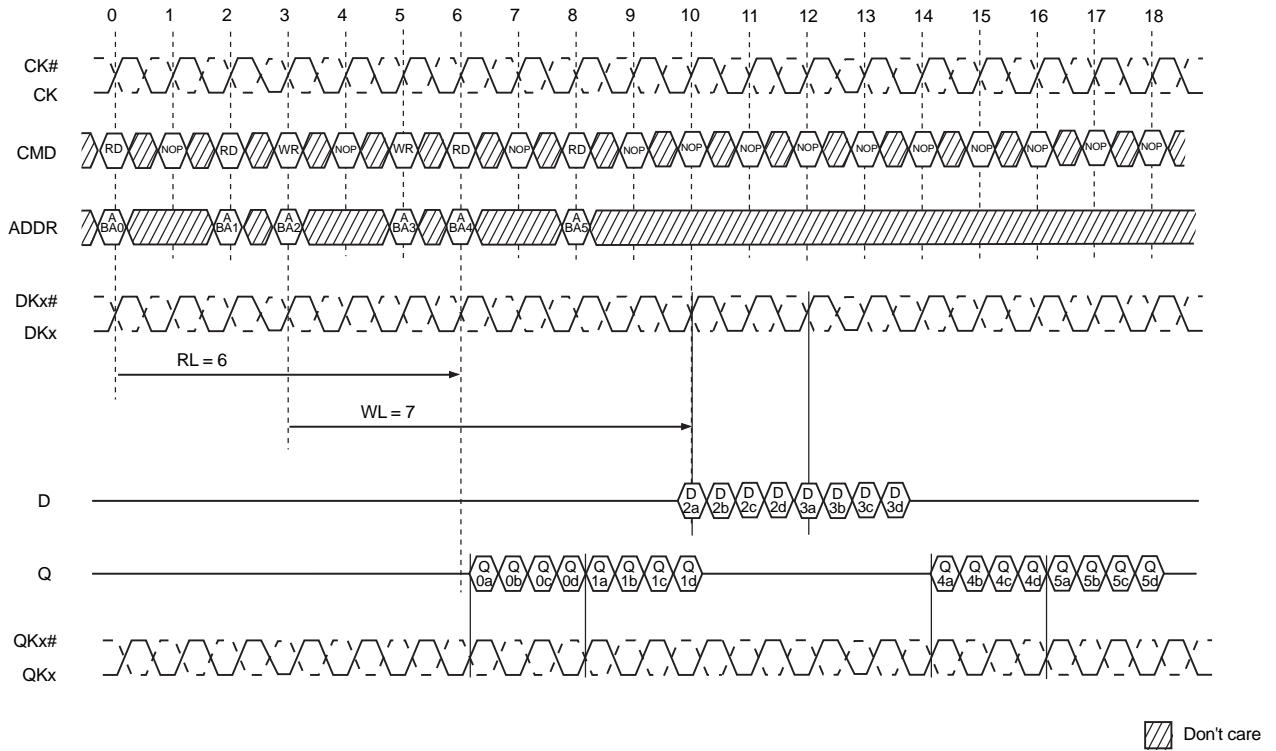 0 1 2 3 4 5 6 7 8 9 10 11 12 13 14 15 16 17 18
CK#
CK
CMD RD NOP RD WR NOP WR RD NOP RD NOP NOP NOP NOP NOP NOP NOP NOP NOP NOP
ADDR A BA0 A BA1 A BA2 A BA3 A BA4 A BA5
DKx#
DKx
RL = 6
WL = 7
D D 2a D 2b D 2c D 2d D 3a D 3b D 3c D 3d
Q Q 0a Q 0b Q 0c Q 0d Q 1a Q 1b Q 1c Q 1d Q 4a Q 4b Q 4c Q 4d Q 5a Q 5b Q 5c Q 5d
QKx#
QKx
Don't care